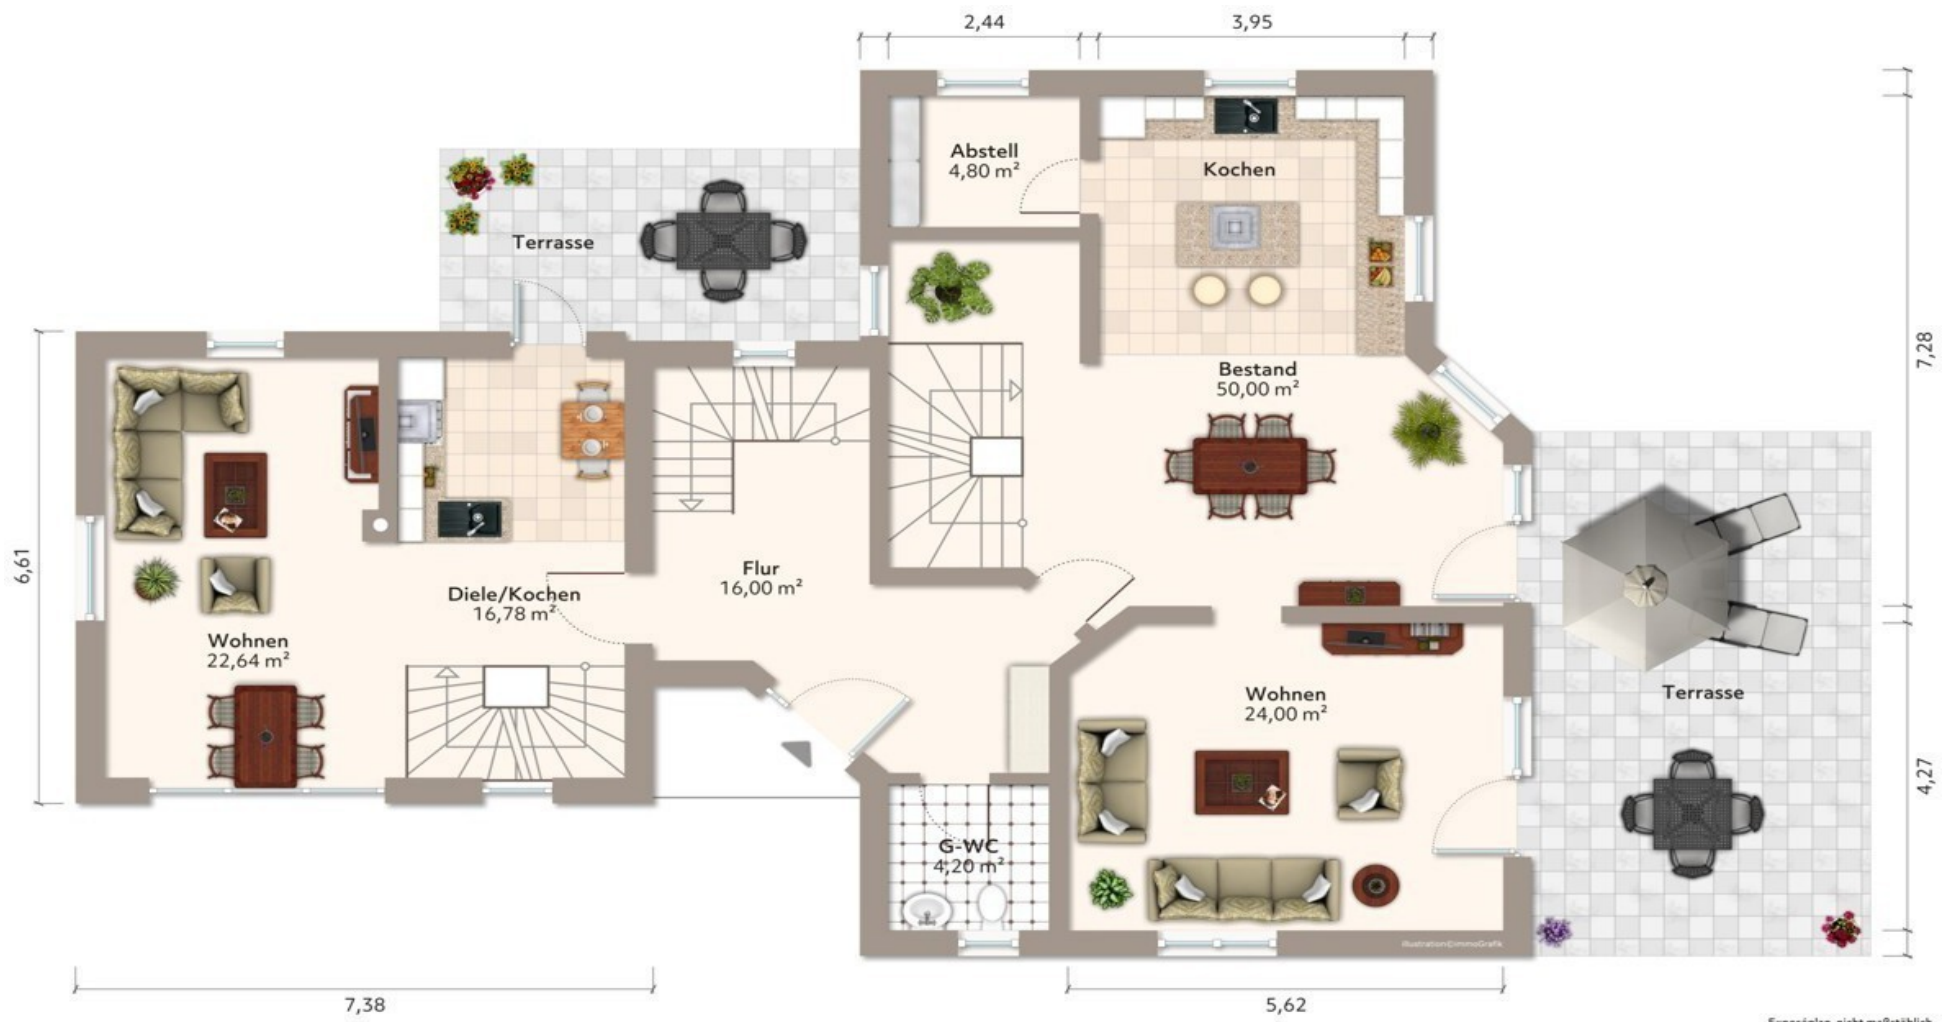 2,44
3,95
Abstell
4,80 m²
Kochen
Terrasse
Bestand
50,00 m²
7,28
6,61
Flur
16,00 m²
Diele/Kochen
16,78 m²
Wohnen
22,64 m²
Wohnen
24,00 m²
Terrasse
4,27
G-WC
4,20 m²
Illustration©immoGrafik
7,38
5,62